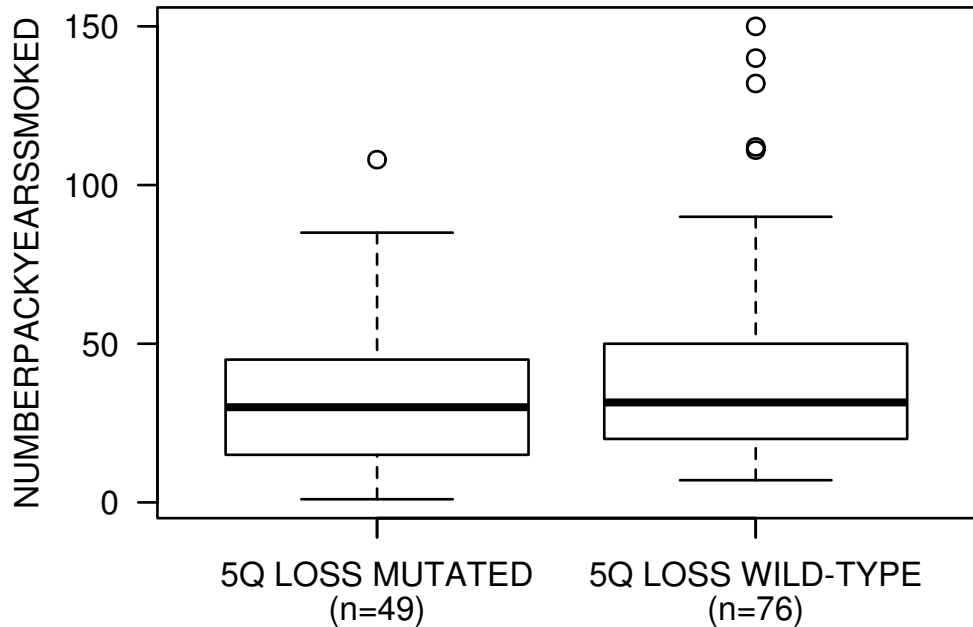 NUMBERPACKYEARSSMOKED
150
100
50
0
5Q LOSS MUTATED
(n=49)
5Q LOSS WILD-TYPE
(n=76)